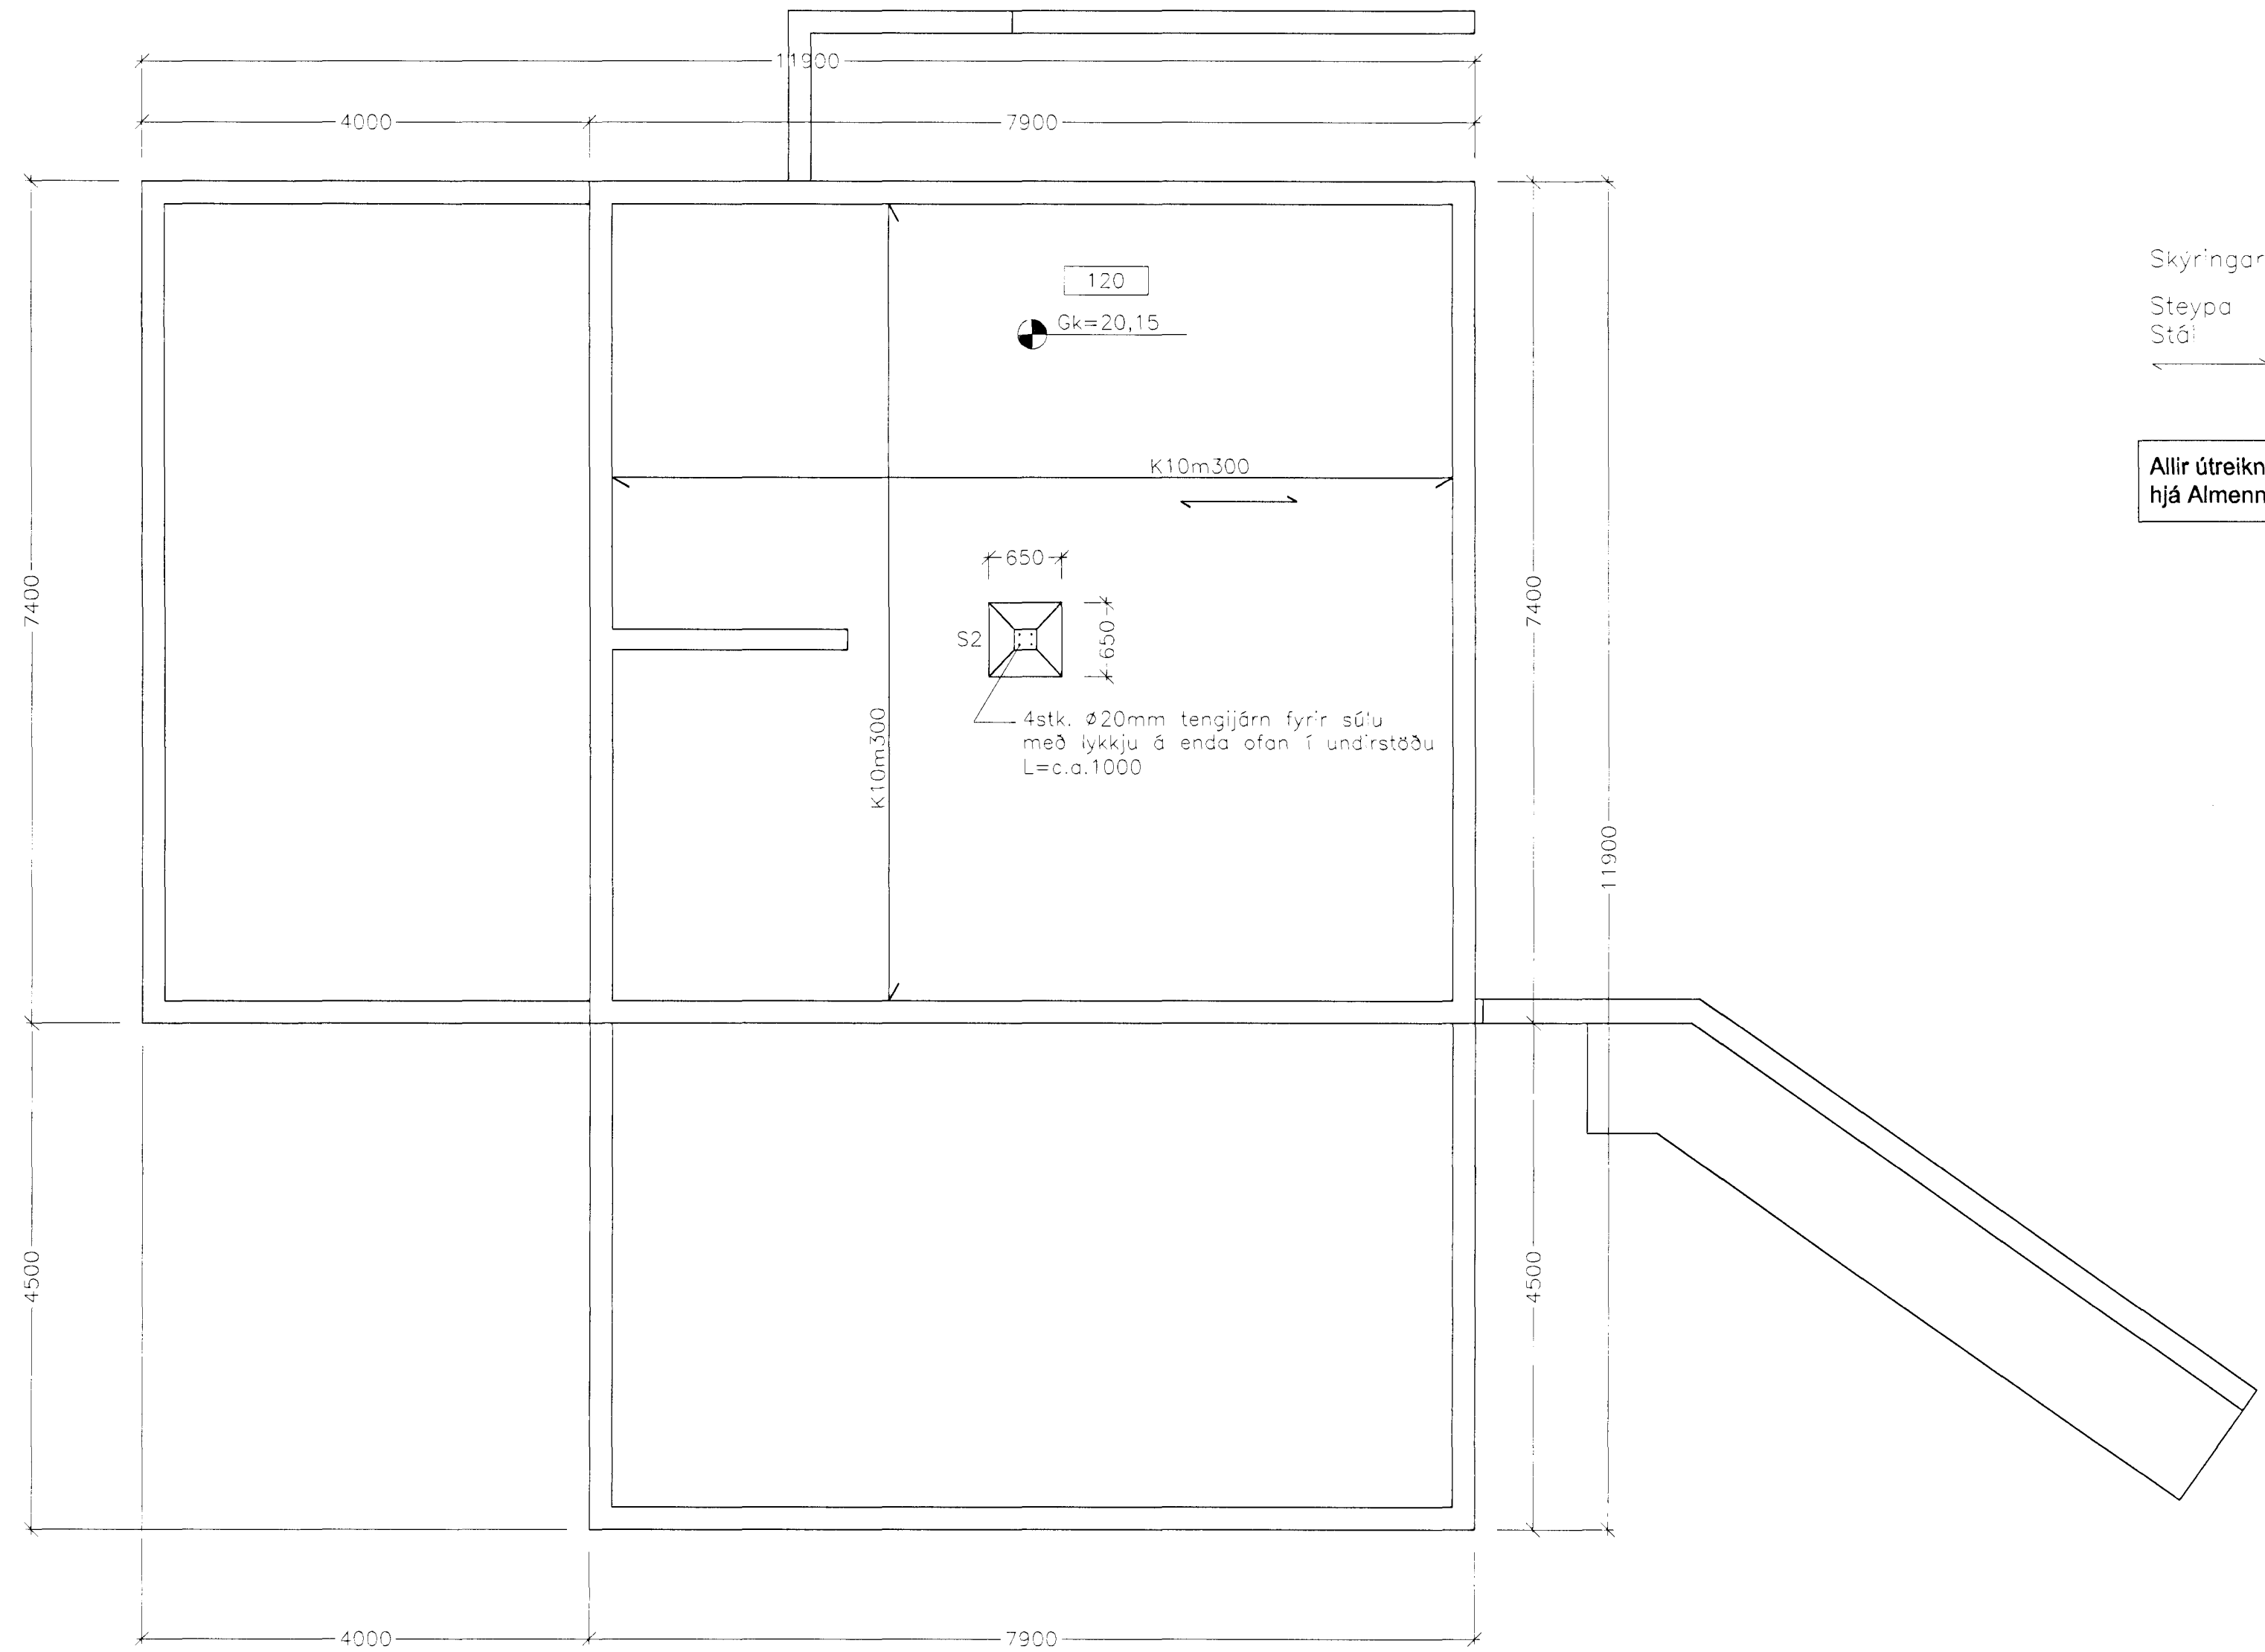 11900
4000
7900
120
Gk=20,15
Skýringar
Steypa
Stál
K10m300
Allir útreikn
hjá Almenn
650
7400
7400
650
S2
4stk. ø20mm tengijárn fyrir súlu
með lykkju á enda ofan í undirstöðu
L=c.a.1000
K10m300
11900
4500
4500
4000
7900